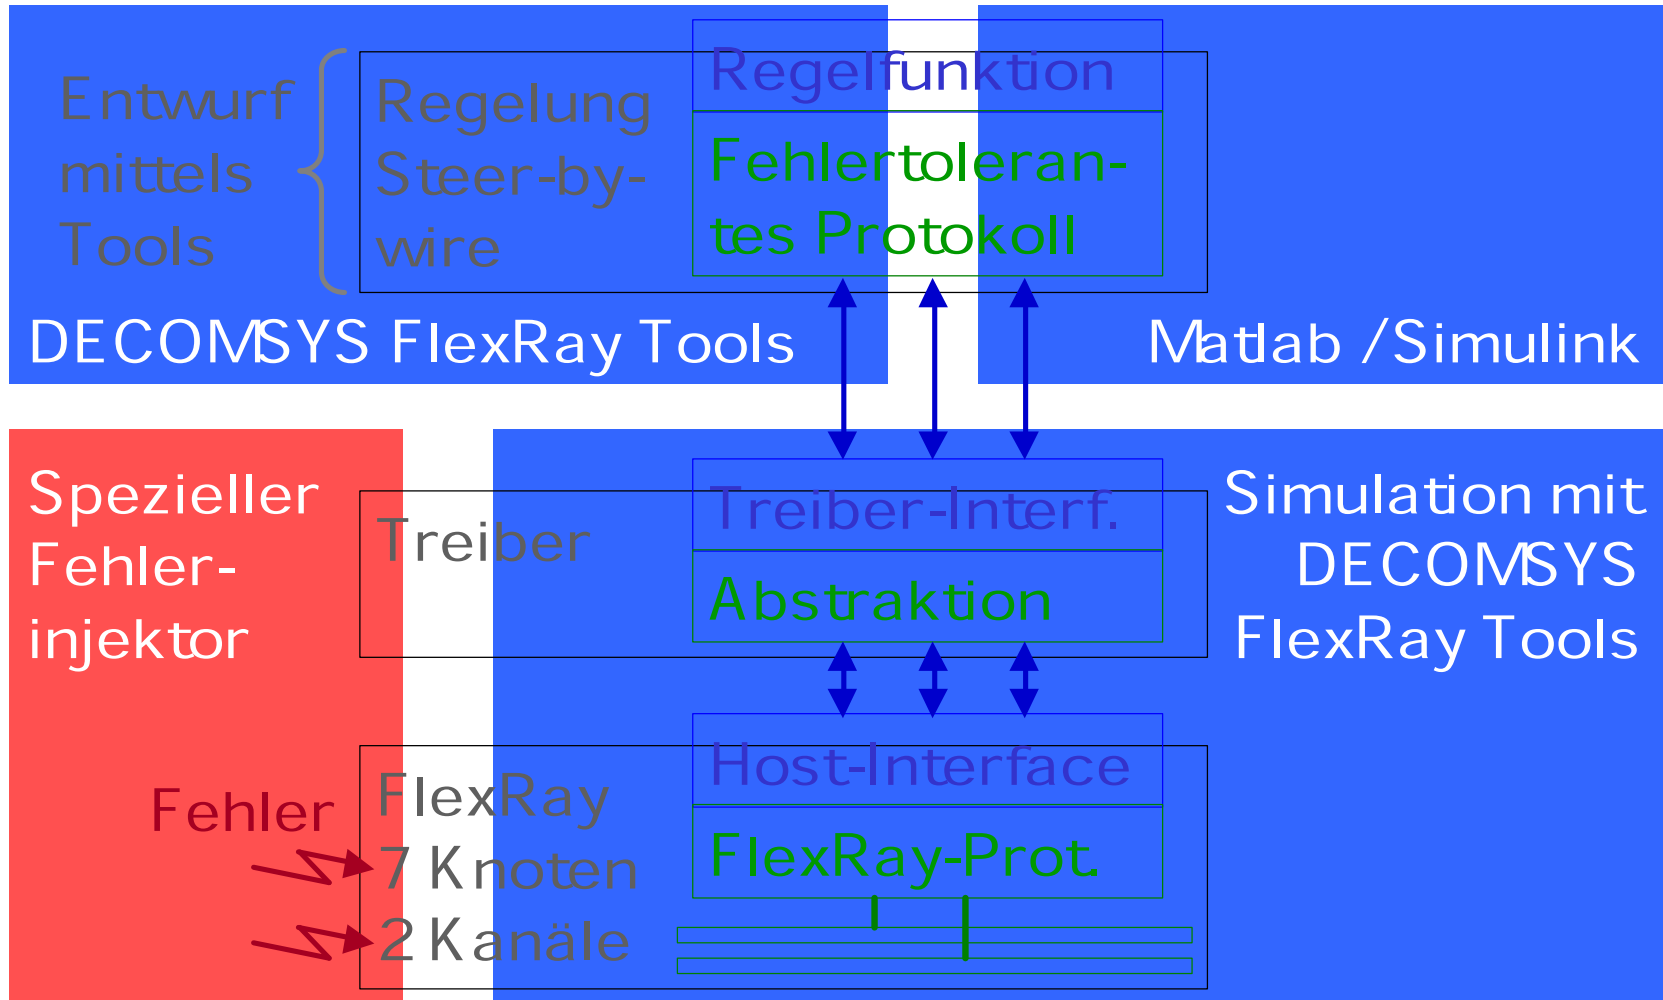 Entwurf
mittels
Tools
Regelung
Steer-by-
wire
Regelfunktion
Fehlertoleran-
tes Protokoll
DECOMSYS FlexRay Tools
Matlab /Simulink
Spezieller
Fehler-
injektor
Treiber
Treiber-Interf.
Abstraktion
Simulation mit
DECOMSYS
FlexRay Tools
Fehler
FlexRay
7 Knoten
2 Kanäle
Host-Interface
FlexRay-Prot.